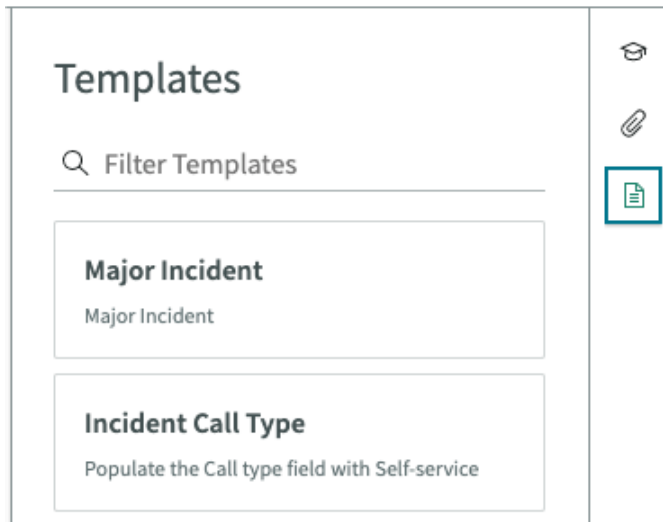 Templates
Filter Templates
Major Incident
Major Incident
Incident Call Type
Populate the Call type field with Self-service